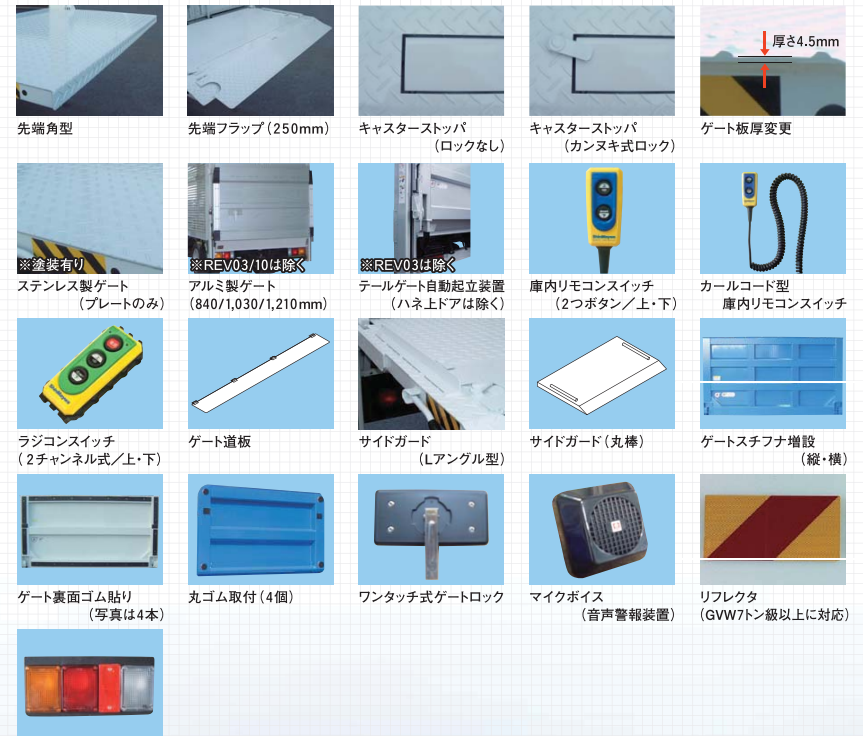 厚さ4.5mm
先端角型
先端フラップ（250mm）
キャスターストッパ
（ロックなし）
キャスターストッパ
（カンヌキ式ロック）
ゲート板厚変更
※塗装有り
※REV03/10は除く
※REV03は除く
ステンレス製ゲート
（プレートのみ）
アルミ製ゲート
（840/1,030/1,210mm）
テールゲート自動起立装置
（ハネ上ドアは除く）
庫内リモコンスイッチ
（2つボタン／上・下）
カールコード型
庫内リモコンスイッチ
ラジコンスイッチ
（2チャンネル式／上・下）
ゲート道板
サイドガード
（Lアングル型）
サイドガード（丸棒）
ゲートスチフナ増設
（縦・横）
ゲート裏面ゴム貼り
（写真は4本）
丸ゴム取付（4個）
ワンタッチ式ゲートロック
マイクボイス
（音声警報装置）
リフレクタ
（GVW7トン級以上に対応）